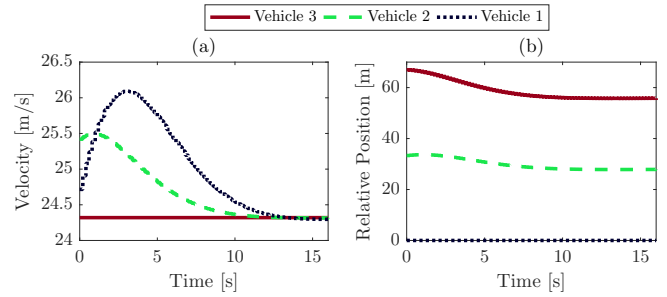 Vehicle 3 Vehicle 2 Vehicle 1
(a)
Velocity [m/s]
26.5
26
25.5
25
24.5
24
0 5 10 15
Time [s]
(b)
Relative Position [m]
60
40
20
0
0 5 10 15
Time [s]